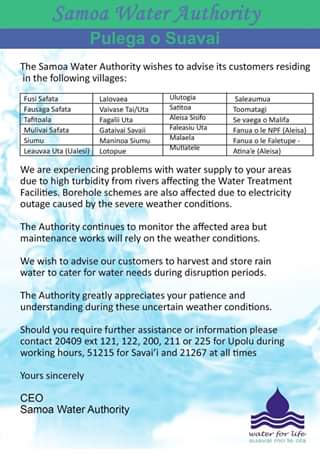 Samoa Water Authority
Pulega o Suavai
The Samoa Water Authority wishes to advise its customers residing
in the following villages:
Fusi Safata Lalovaea Ulutogia Saleaumua
Fausaga Safata Vaivase Tai/Uta Satitoa Toomatagi
Tafitoala Fagalii Uta Aleisa Sisifo Se vaega o Malifa
Mulivai Safata Gataivai Savaii Faleasiu Uta Fanua o le NPF (Aleisa)
Siumu Maninoa Siumu Malaela Fanua o le Faletupe -
Leauvaa Uta (Ualesi) Lotopue Mutiatele Atina'e (Aleisa)
We are experiencing problems with water supply to your areas
due to high turbidity from rivers affecting the Water Treatment
Facilities. Borehole schemes are also affected due to electricity
outage caused by the severe weather conditions.
The Authority continues to monitor the affected area but
maintenance works will rely on the weather conditions.
We wish to advise our customers to harvest and store rain
water to cater for water needs during disruption periods.
The Authority greatly appreciates your patience and
understanding during these uncertain weather conditions.
Should you require further assistance or information please
contact 20409 ext 121, 122, 200, 211 or 225 for Upolu during
working hours, 51215 for Savai'i and 21267 at all times
Yours sincerely
CEO
Samoa Water Authority
water for life
suavai moi le ola